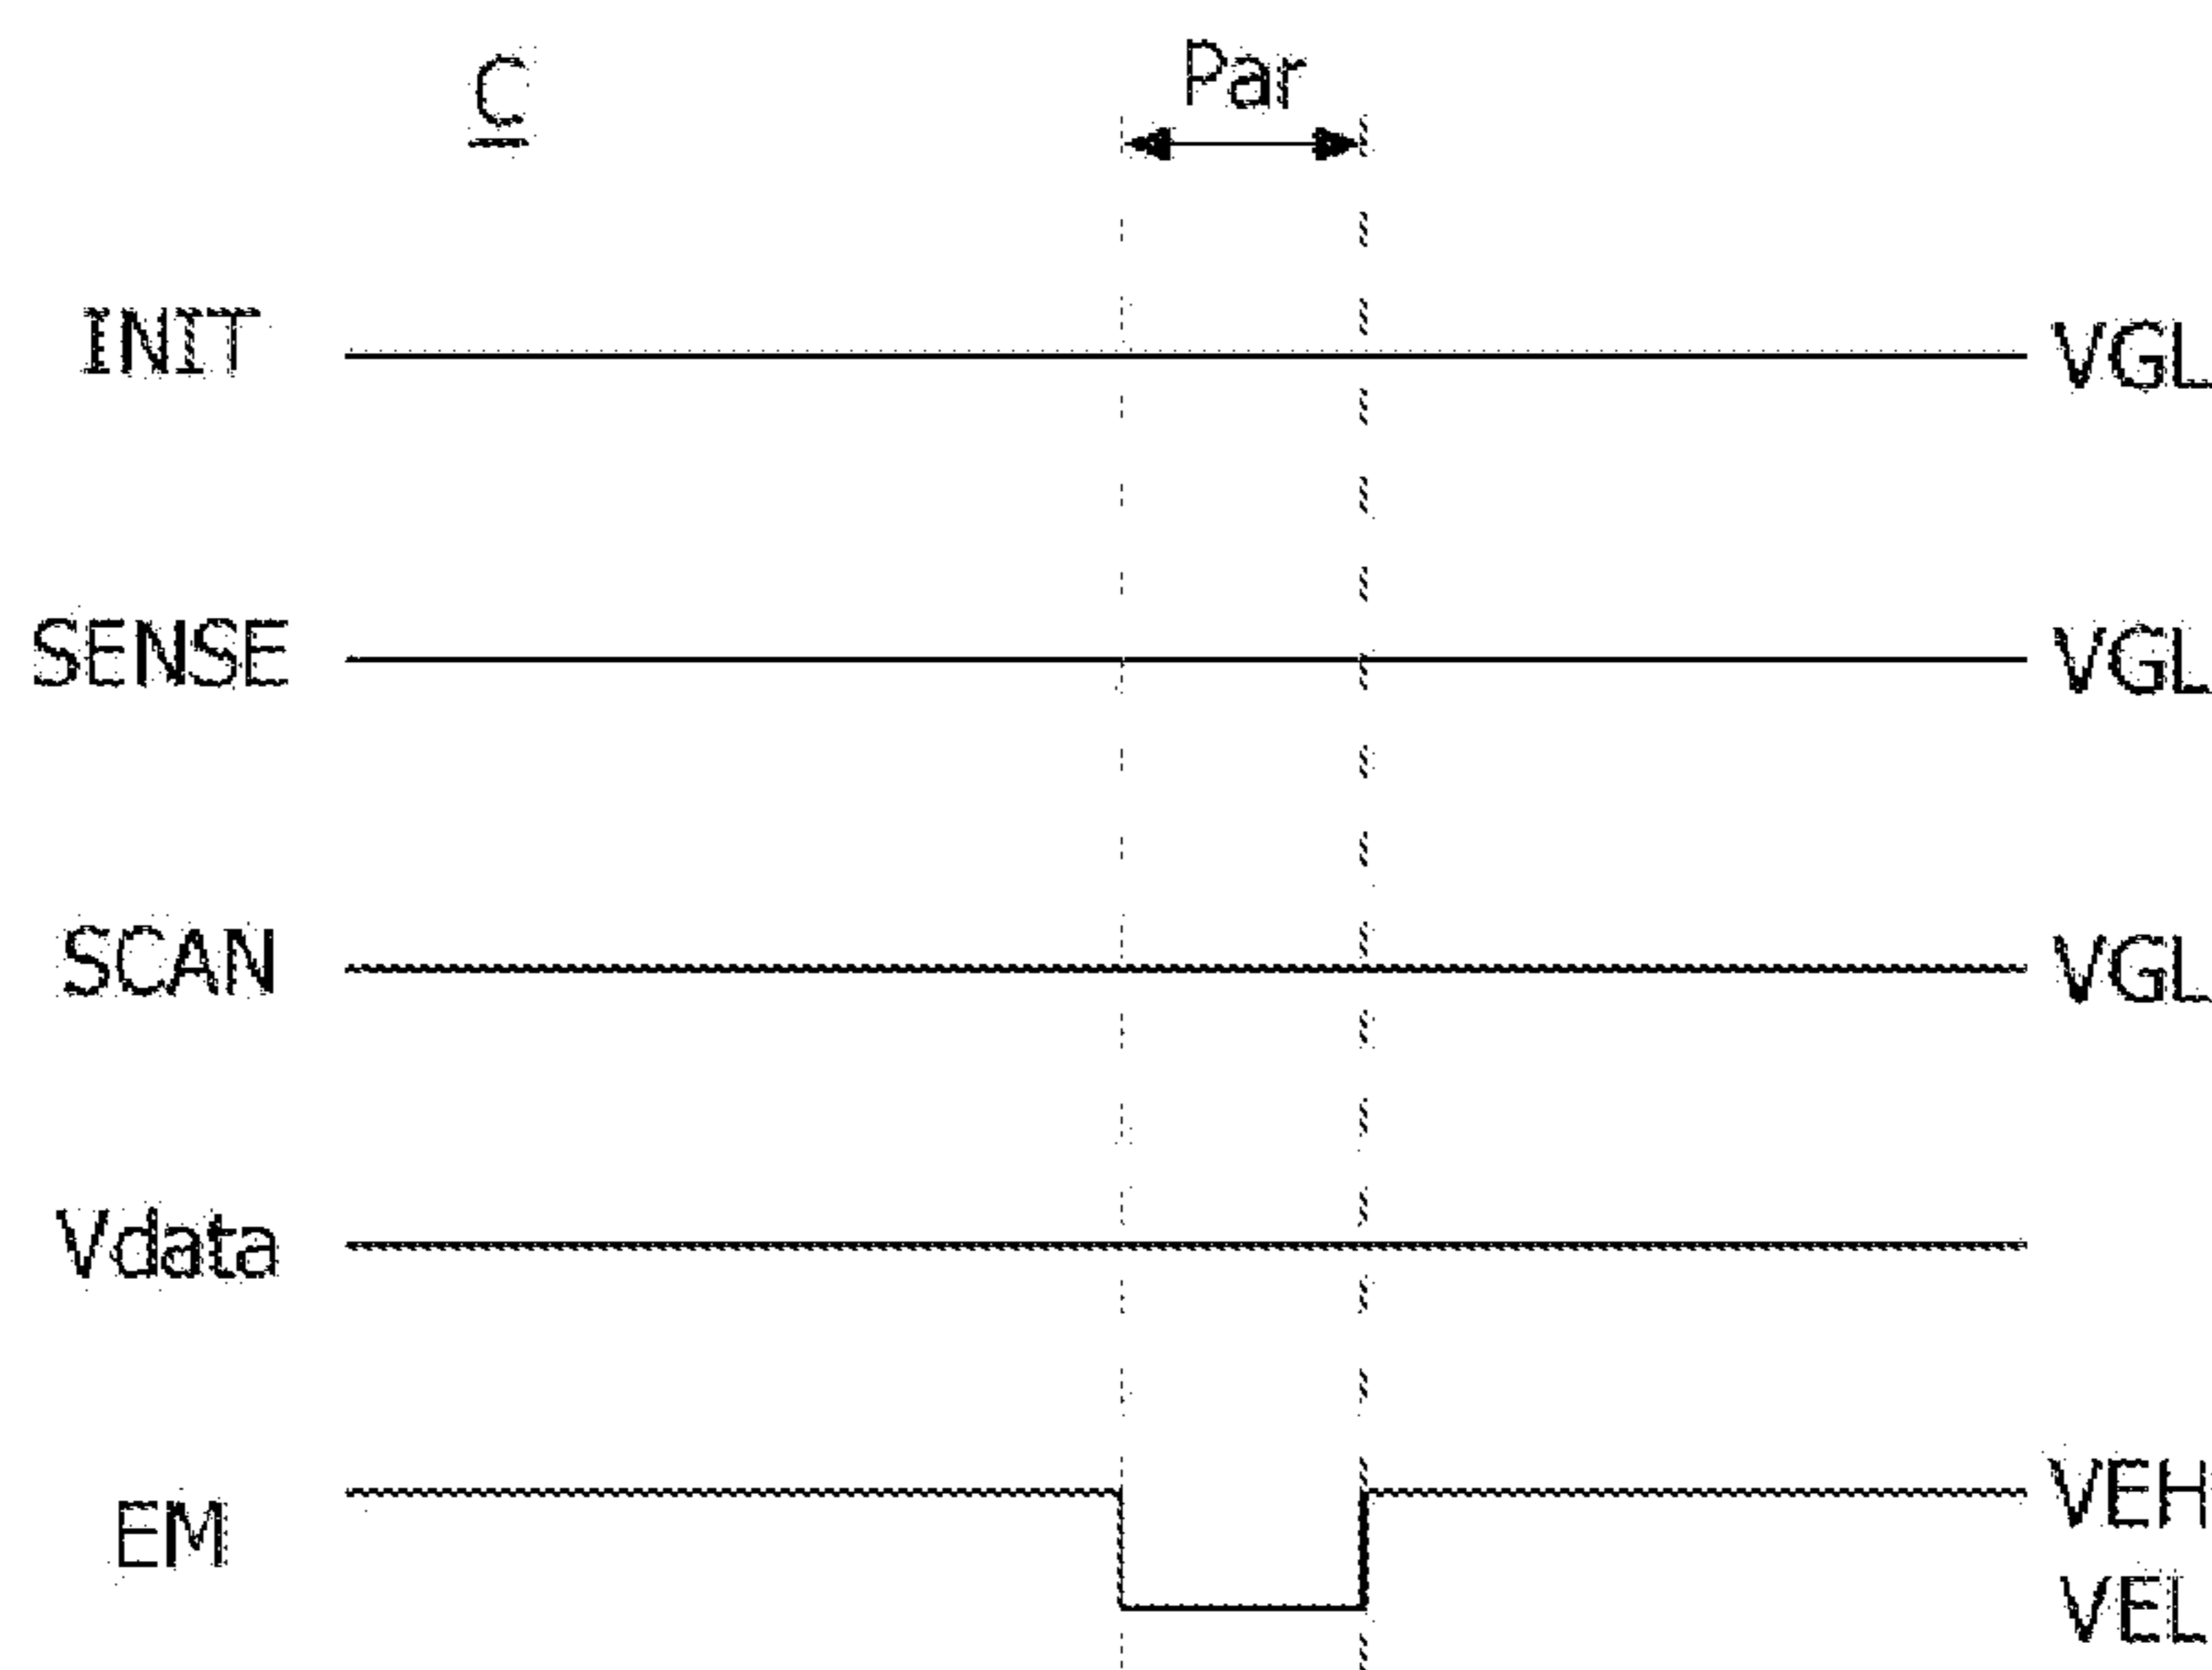 C
Par
INIT VGL
SENSE VGL
SCAN VGL
Vdata
EM VEH
VEL